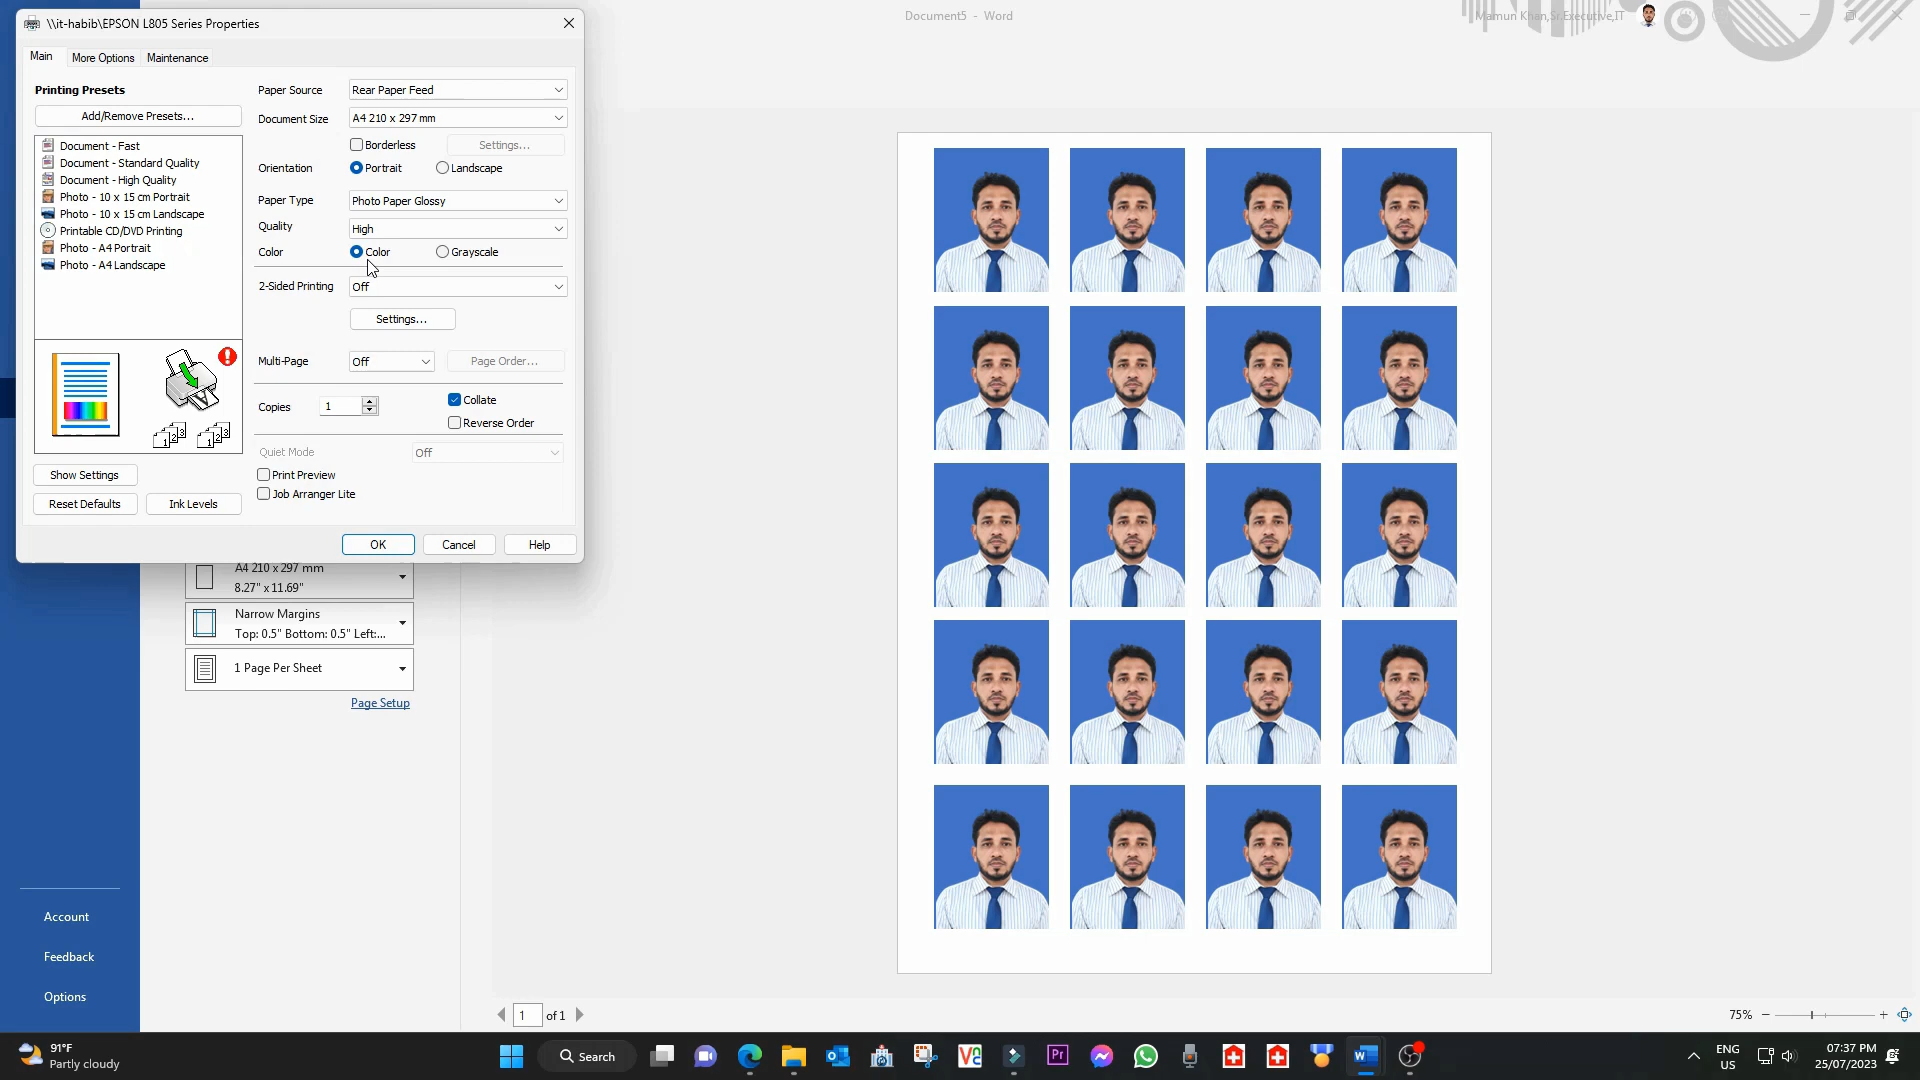 \\it-habib\EPSON L805 Series Properties
Document5 - Word
Mamun Khan,Sr.Executive,IT
Main
More Options
Maintenance
Printing Presets
Add/Remove Presets...
Document - Fast
Document - Standard Quality
Document - High Quality
Photo - 10 x 15 cm Portrait
Photo - 10 x 15 cm Landscape
Printable CD/DVD Printing
Photo - A4 Portrait
Photo - A4 Landscape
Show Settings
Reset Defaults
Ink Levels
Paper Source
Rear Paper Feed
Document Size
A4 210 x 297 mm
Borderless
Settings...
Orientation
Portrait
Landscape
Paper Type
Photo Paper Glossy
Quality
High
Color
Color
Grayscale
2-Sided Printing
Off
Settings...
Multi-Page
Off
Page Order...
Copies
1
Collate
Reverse Order
Quiet Mode
Off
Print Preview
Job Arranger Lite
OK
Cancel
Help
A4 210 x 297 mm
8.27" x 11.69"
Narrow Margins
Top: 0.5" Bottom: 0.5" Left:...
1 Page Per Sheet
Page Setup
Account
Feedback
Options
1 of 1
75%
91°F
Partly cloudy
Search
ENG
US
07:37 PM
25/07/2023